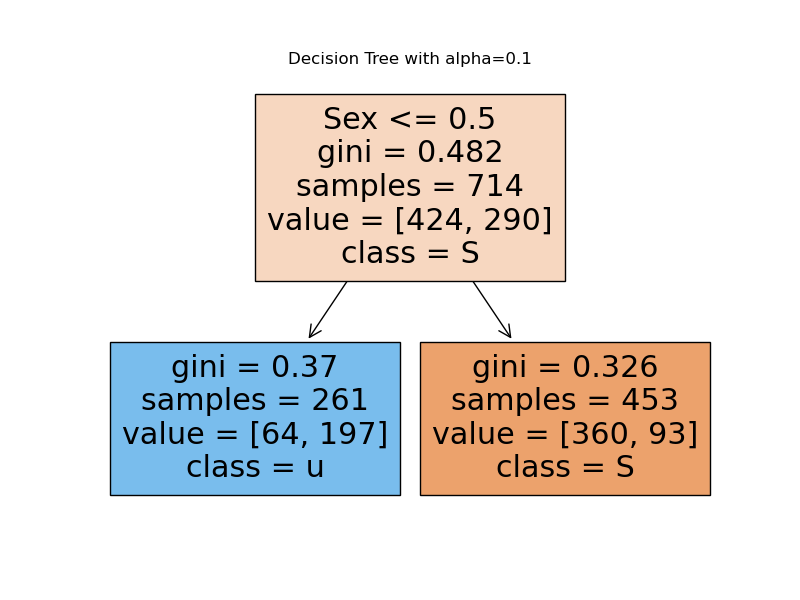 Decision Tree with alpha=0.1
Sex <= 0.5
gini = 0.482
samples = 714
value = [424, 290]
class = S
gini = 0.37
samples = 261
value = [64, 197]
class = u
gini = 0.326
samples = 453
value = [360, 93]
class = S